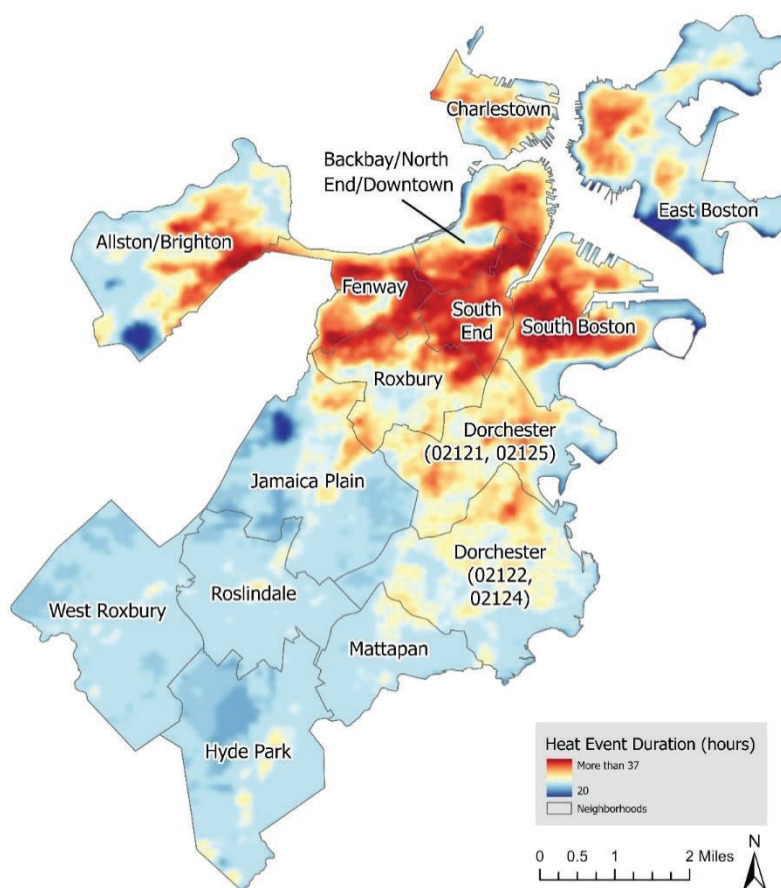 Charlestown
Backbay/North
End/Downtown
East Boston
Allston/Brighton
Fenway
South
End
South Boston
Roxbury
Dorchester
(02121, 02125)
Jamaica Plain
Dorchester
(02122,
02124)
Roslindale
West Roxbury
Mattapan
Hyde Park
Heat Event Duration (hours)
More than 37
20
Neighborhoods
N
0 0.5 1 2 Miles